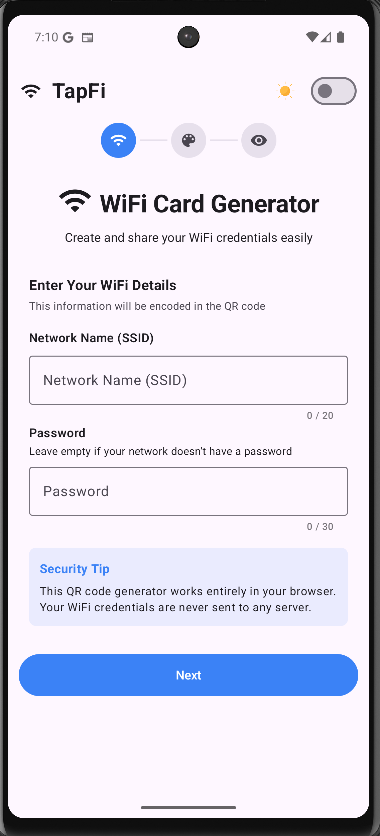 7:10 G
TapFi
WiFi Card Generator
Create and share your WiFi credentials easily
Enter Your WiFi Details
This information will be encoded in the QR code
Network Name (SSID)
Network Name (SSID)
0 / 20
Password
Leave empty if your network doesn't have a password
Password
0 / 30
Security Tip
This QR code generator works entirely in your browser.
Your WiFi credentials are never sent to any server.
Next